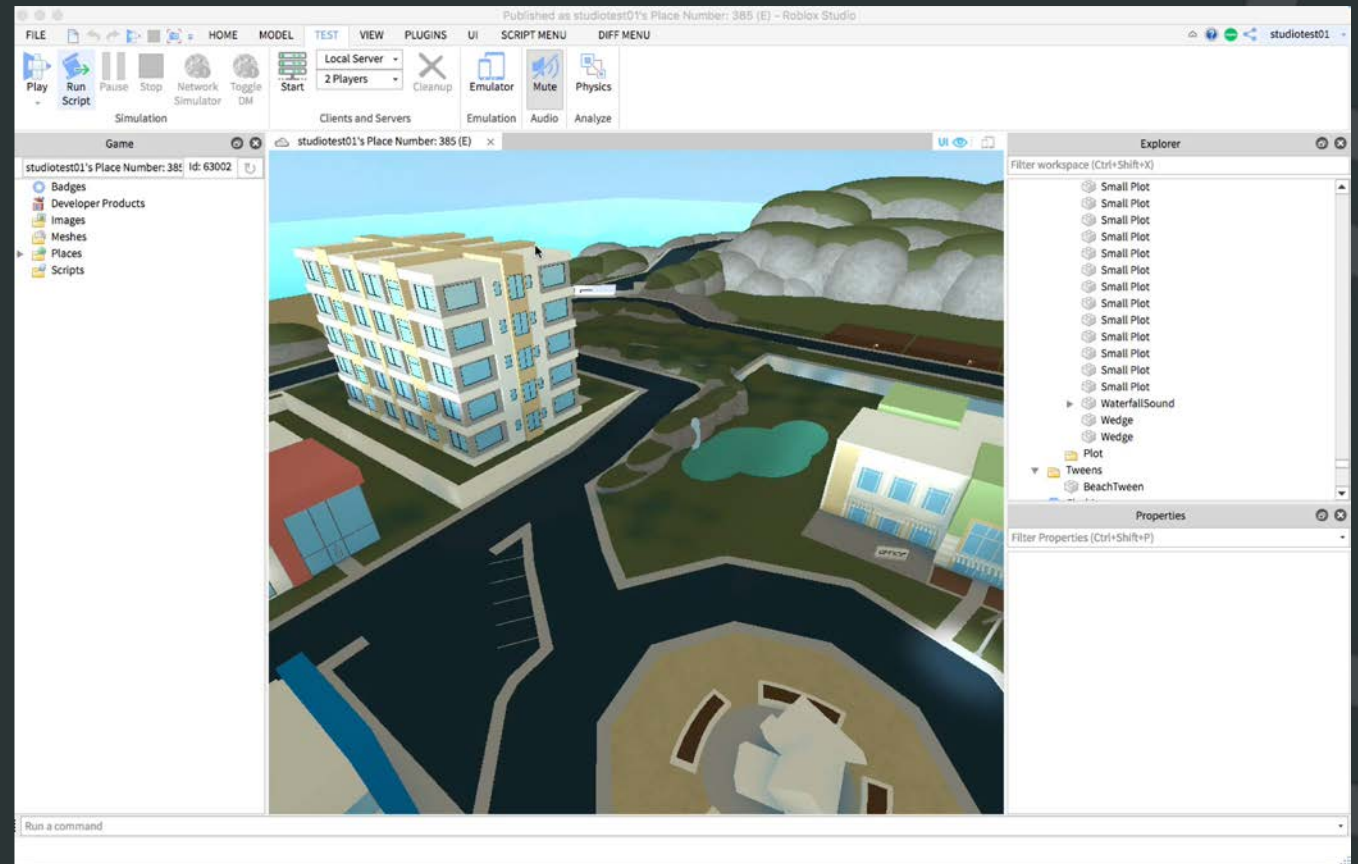 Published as studiotest01's Place Number: 385 (E) – Roblox Studio
FILE HOME MODEL TEST VIEW PLUGINS UI SCRIPT MENU DIFF MENU studiotest01
Play Run Script Pause Stop Network Simulator Toggle DM Start Local Server 2 Players Cleanup Emulator Mute Physics
Simulation Clients and Servers Emulation Audio Analyze
Game
studiotest01's Place Number: 385 Id: 63002
Badges
Developer Products
Images
Meshes
Places
Scripts
studiotest01's Place Number: 385 (E)
UI
OFFICE
Explorer
Filter workspace (Ctrl+Shift+X)
Small Plot
Small Plot
Small Plot
Small Plot
Small Plot
Small Plot
Small Plot
Small Plot
Small Plot
Small Plot
Small Plot
Small Plot
Small Plot
WaterfallSound
Wedge
Wedge
Plot
Tweens
BeachTween
Properties
Filter Properties (Ctrl+Shift+P)
Run a command